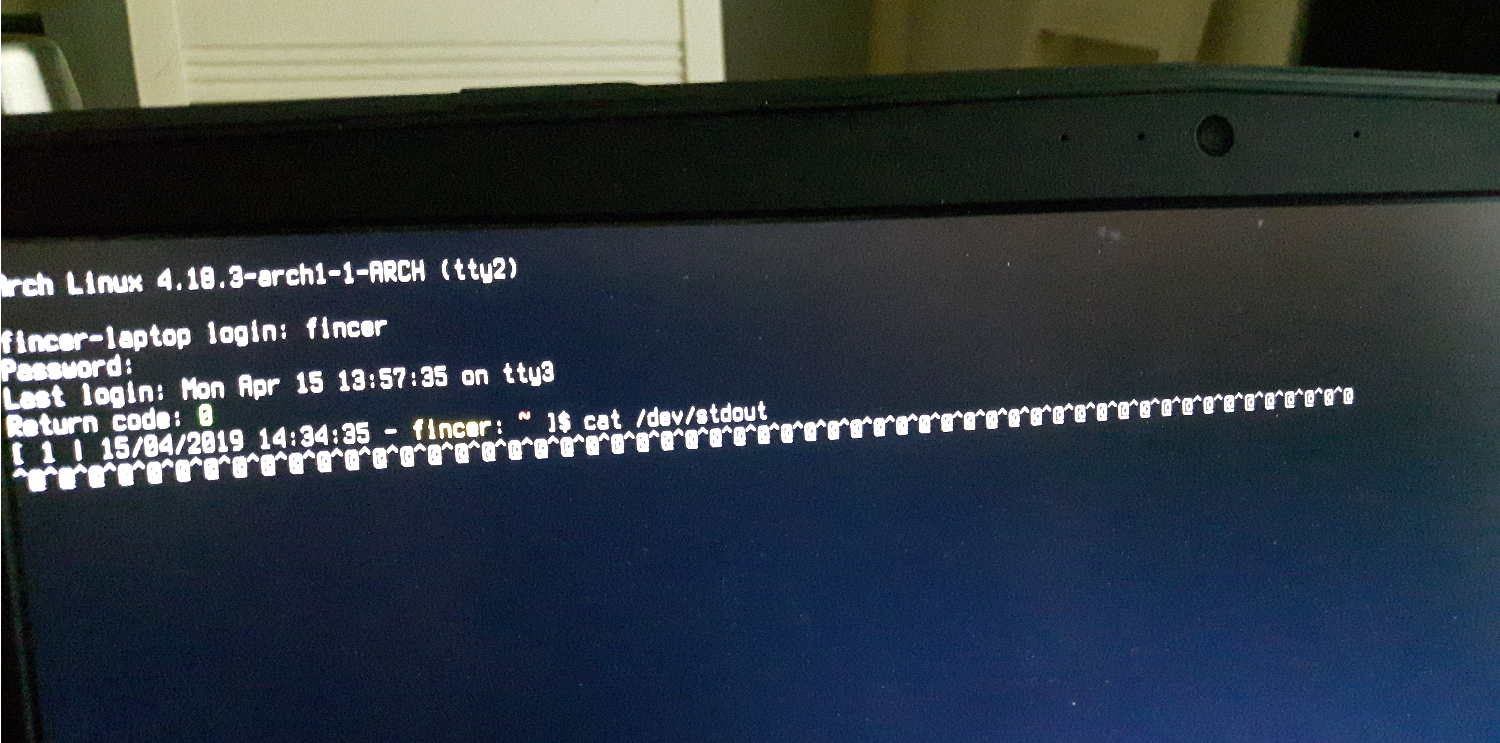 Arch Linux 4.18.3-arch1-1-ARCH (tty2)
fincer-laptop login: fincer
Password:
Last login: Mon Apr 15 13:57:35 on tty3
Return code: 0
[ 1 | 15/04/2019 14:34:35 - fincer: ~ ]$ cat /dev/stdout
^@^@^@^@^@^@^@^@^@^@^@^@^@^@^@^@^@^@^@^@^@^@^@^@^@^@^@^@^@^@^@^@^@^@^@^@^@^@^@^@^@^@^@^@^@^@^@^@^@^@^@^@^@^@^@